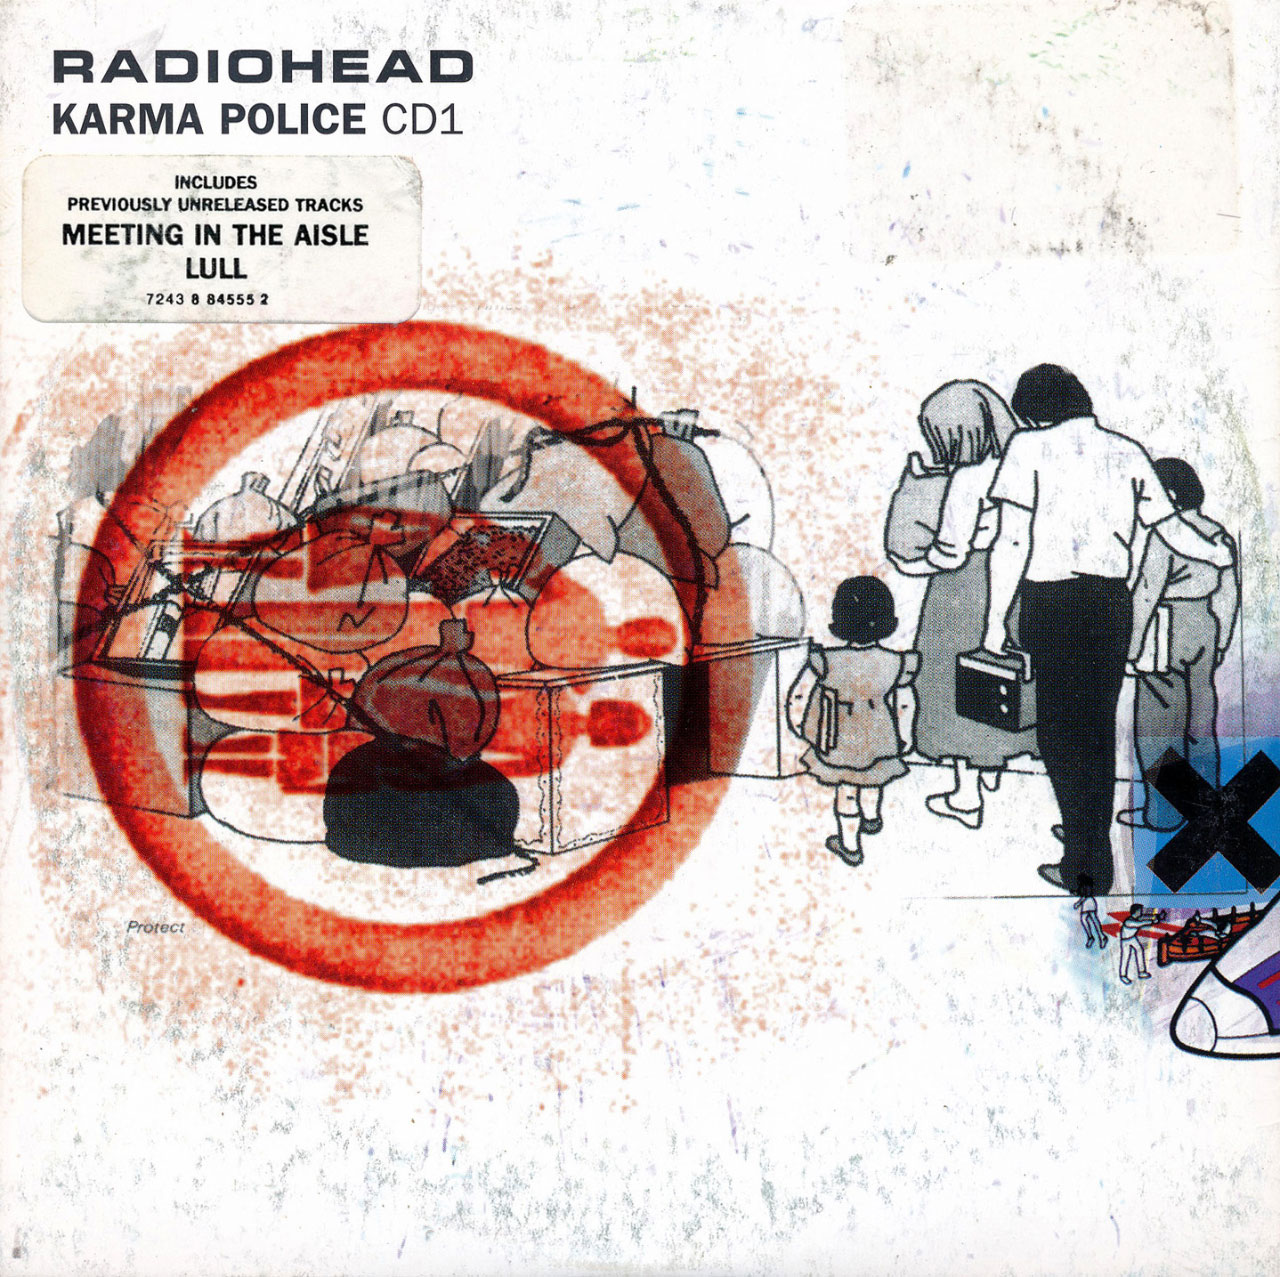 RADIOHEAD
KARMA POLICE CD1
INCLUDES
PREVIOUSLY UNRELEASED TRACKS
MEETING IN THE AISLE
LULL
7243 8 84555 2
Protect